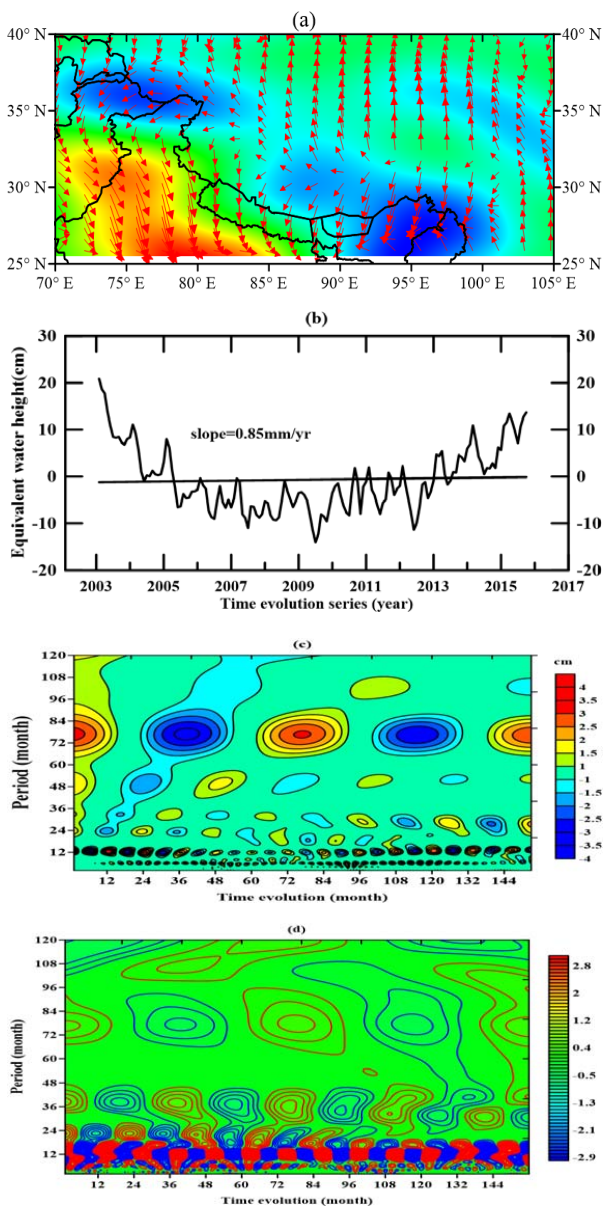 (a)
40° N 40° N
35° N 35° N
30° N 30° N
25° N 25° N
70° E 75° E 80° E 85° E 90° E 95° E 100° E 105° E
(b)
30 30
20 20
10 10
0 0
-10 -10
-20 -20
Equivalent water height(cm)
slope=0.85mm/yr
2003 2005 2007 2009 2011 2013 2015 2017
Time evolution series (year)
(c)
120
108
96
84
72
60
48
36
24
12
Period (month)
12 24 36 48 60 72 84 96 108 120 132 144
Time evolution (month)
cm
4
3.5
3
2.5
2
1.5
1
-1
-1.5
-2
-2.5
-3
-3.5
-4
(d)
120
108
96
84
72
60
48
36
24
12
Period (month)
12 24 36 48 60 72 84 96 108 120 132 144
Time evolution (month)
2.8
2.0
1.2
0.4
-0.5
-1.3
-2.1
-2.9